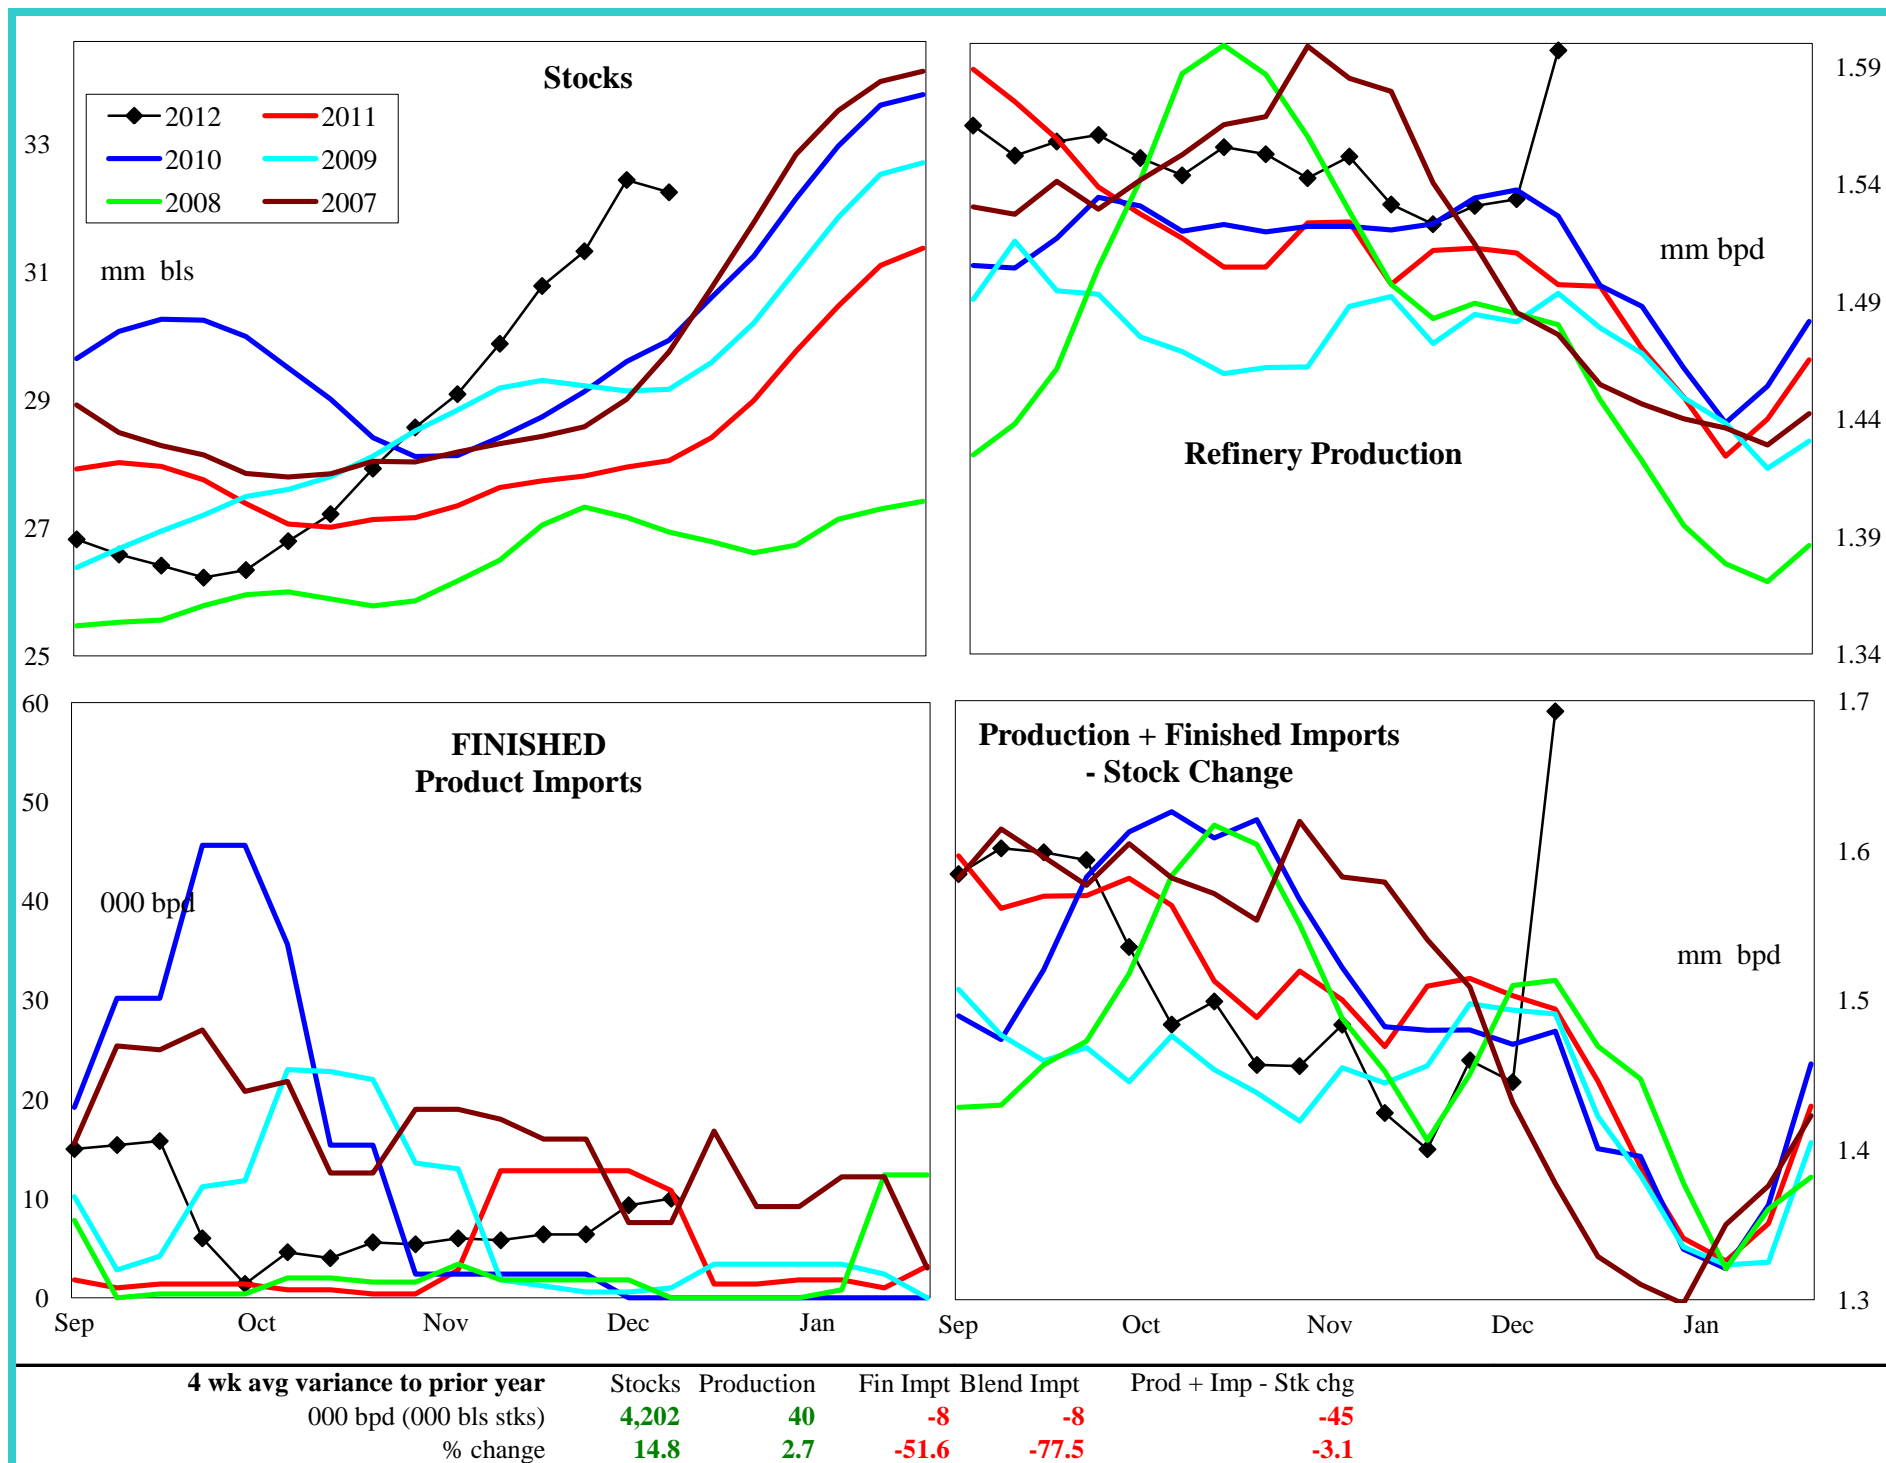 Stocks
2012 2011
2010 2009
2008 2007
mm bls
33
31
29
27
25
1.59
1.54
mm bpd
1.49
1.44
Refinery Production
1.39
1.34
60
50
40
30
20
10
0
FINISHED
Product Imports
000 bpd
Sep Oct Nov Dec Jan
Production + Finished Imports
- Stock Change
mm bpd
1.7
1.6
1.5
1.4
1.3
Sep Oct Nov Dec Jan
4 wk avg variance to prior year Stocks Production Fin Impt Blend Impt Prod + Imp - Stk chg
000 bpd (000 bls stks) 4,202 40 -8 -8 -45
% change 14.8 2.7 -51.6 -77.5 -3.1